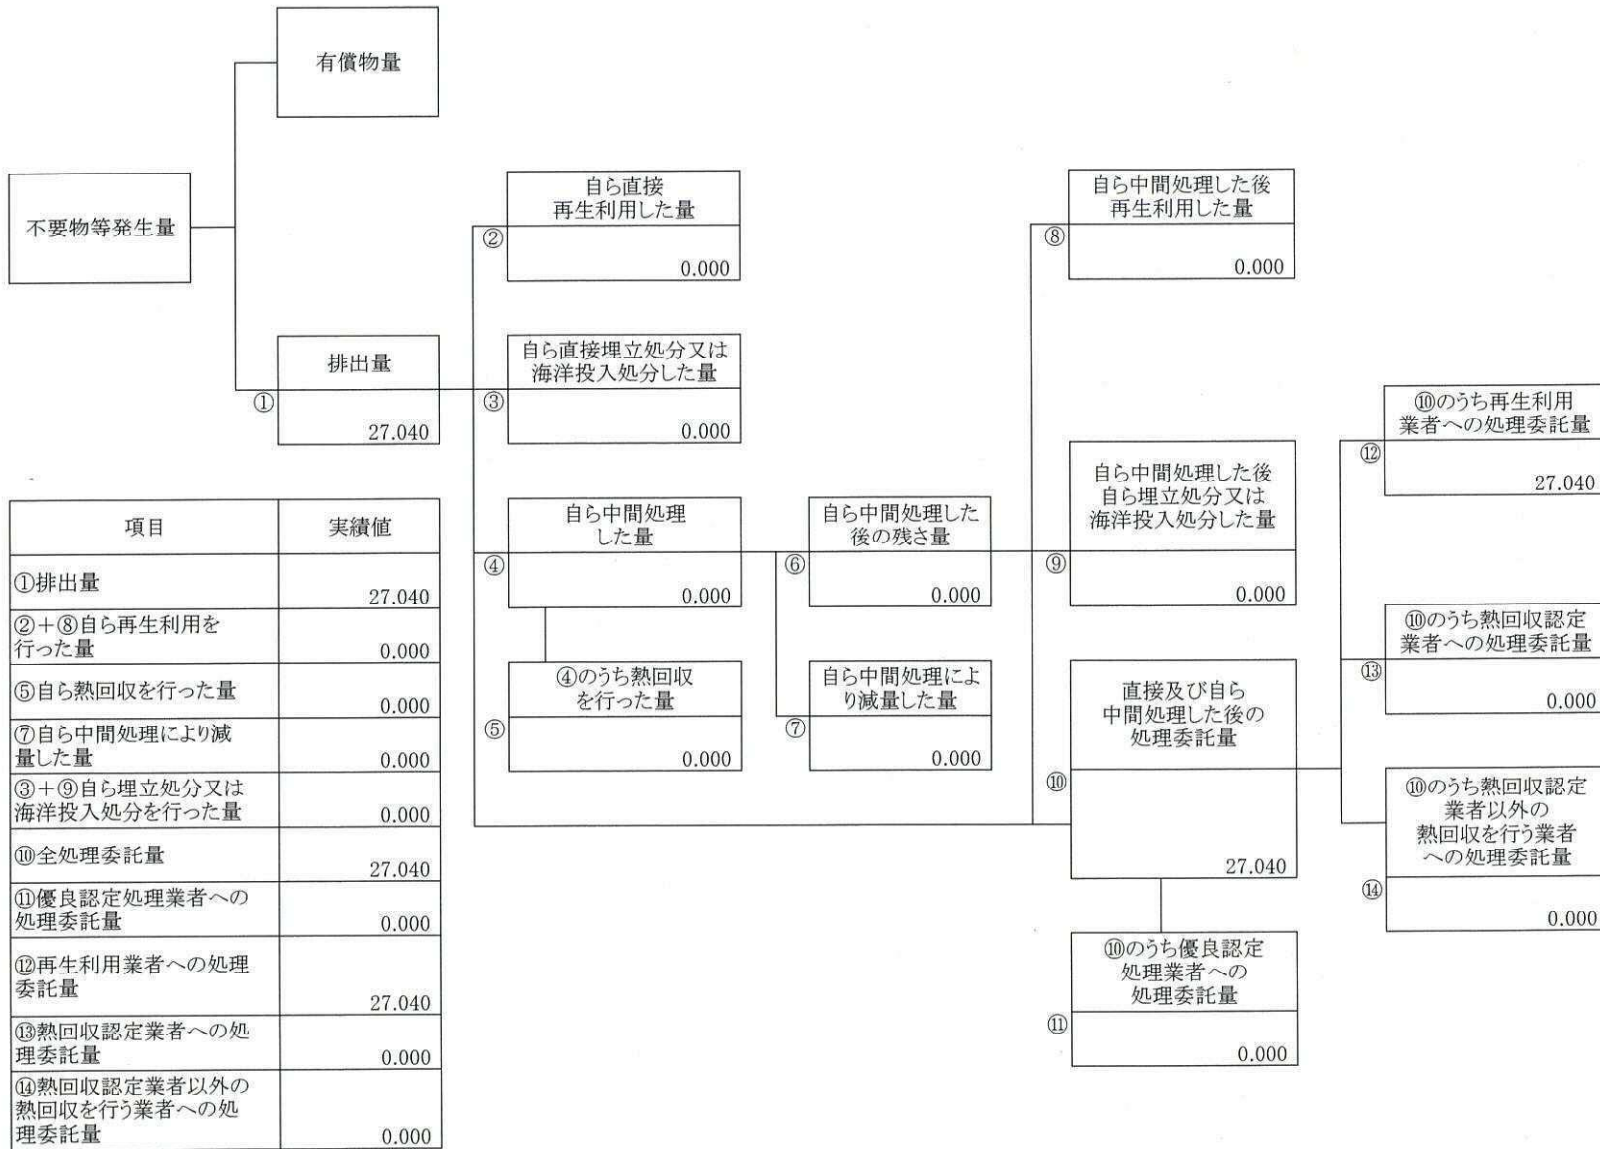 有償物量
不要物等発生量
①
排出量
27.040
②
自ら直接
再生利用した量
0.000
③
自ら直接埋立処分又は
海洋投入処分した量
0.000
④
自ら中間処理
した量
0.000
⑤
④のうち熱回収
を行った量
0.000
⑥
自ら中間処理した
後の残さ量
0.000
⑦
自ら中間処理によ
り減量した量
0.000
⑧
自ら中間処理した後
再生利用した量
0.000
⑨
自ら中間処理した後
自ら埋立処分又は
海洋投入処分した量
0.000
⑩
直接及び自ら
中間処理した後の
処理委託量
27.040
⑪
⑩のうち優良認定
処理業者への
処理委託量
0.000
⑫
⑩のうち再生利用
業者への処理委託量
27.040
⑬
⑩のうち熱回収認定
業者への処理委託量
0.000
⑭
⑩のうち熱回収認定
業者以外の
熱回収を行う業者
への処理委託量
0.000
項目 実績値
①排出量
27.040
②＋⑧自ら再生利用を
行った量
0.000
⑤自ら熱回収を行った量
0.000
⑦自ら中間処理により減
量した量
0.000
③＋⑨自ら埋立処分又は
海洋投入処分を行った量
0.000
⑩全処理委託量
27.040
⑪優良認定処理業者への
処理委託量
0.000
⑫再生利用業者への処理
委託量
27.040
⑬熱回収認定業者への処
理委託量
0.000
⑭熱回収認定業者以外の
熱回収を行う業者への処
理委託量
0.000